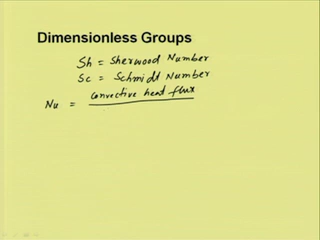 Dimensionless Groups
Sh = Sherwood Number
Sc = Schmidt Number
Nu = convective heat flux